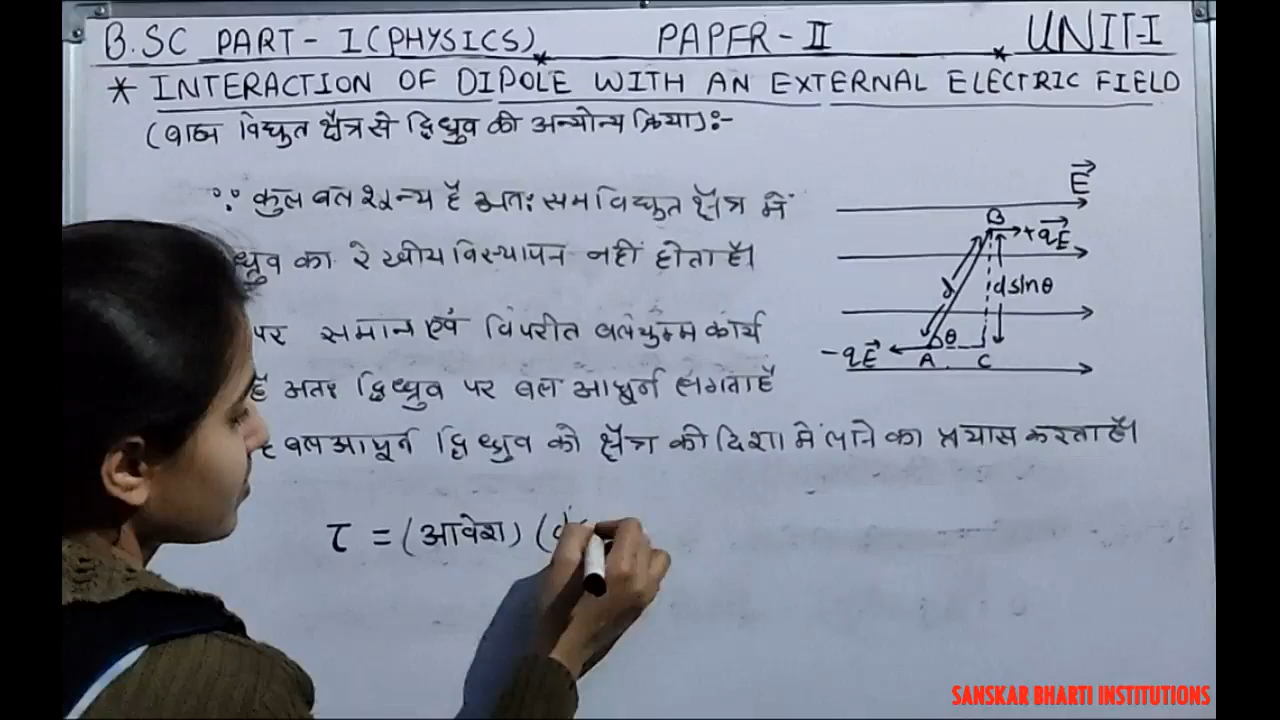 B.SC PART-I (PHYSICS) PAPER-II UNIT-I
* INTERACTION OF DIPOLE WITH AN EXTERNAL ELECTRIC FIELD
(बाह्य विद्युत क्षैत्र से द्विध्रुव की अन्योन्य क्रिया):-
∵ कुल बल शून्य है अतः समविद्युत क्षैत्र में
ध्रुव का रेखीय विस्थापन नहीं होता है।
पर समान एवं विपरीत बलयुग्म कार्य
है अतः द्विध्रुव पर बल आघूर्न लगता है
बल आघूर्न द्विध्रुव को क्षैत्र की दिशा में लाने का प्रयास करता है।
τ = (आवेश) (
E⃗
B
+qE⃗
d
dsinθ
θ
-qE⃗
A
C
SANSKAR BHARTI INSTITUTIONS